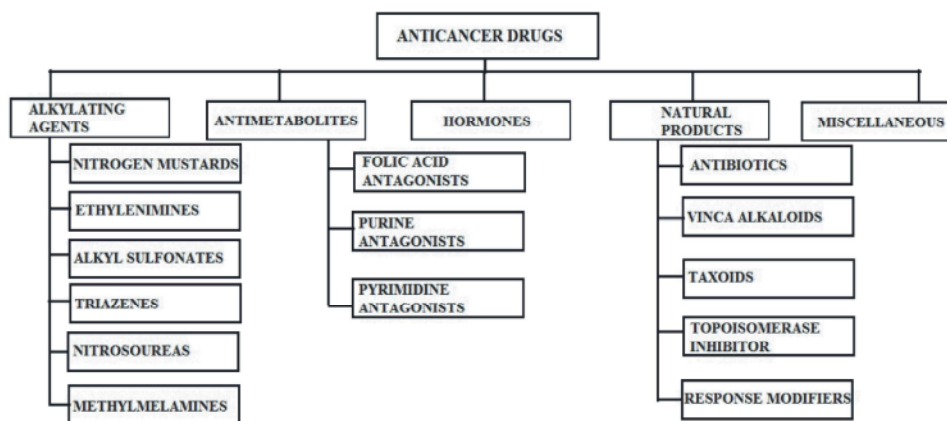 ANTICANCER DRUGS
ALKYLATING
AGENTS
ANTIMETABOLITES
HORMONES
NATURAL
PRODUCTS
MISCELLANEOUS
NITROGEN MUSTARDS
ETHYLENIMINES
ALKYL SULFONATES
TRIAZENES
NITROSOUREAS
METHYLMELAMINES
FOLIC ACID
ANTAGONISTS
PURINE
ANTAGONISTS
PYRIMIDINE
ANTAGONISTS
ANTIBIOTICS
VINCA ALKALOIDS
TAXOIDS
TOPOISOMERASE
INHIBITOR
RESPONSE MODIFIERS